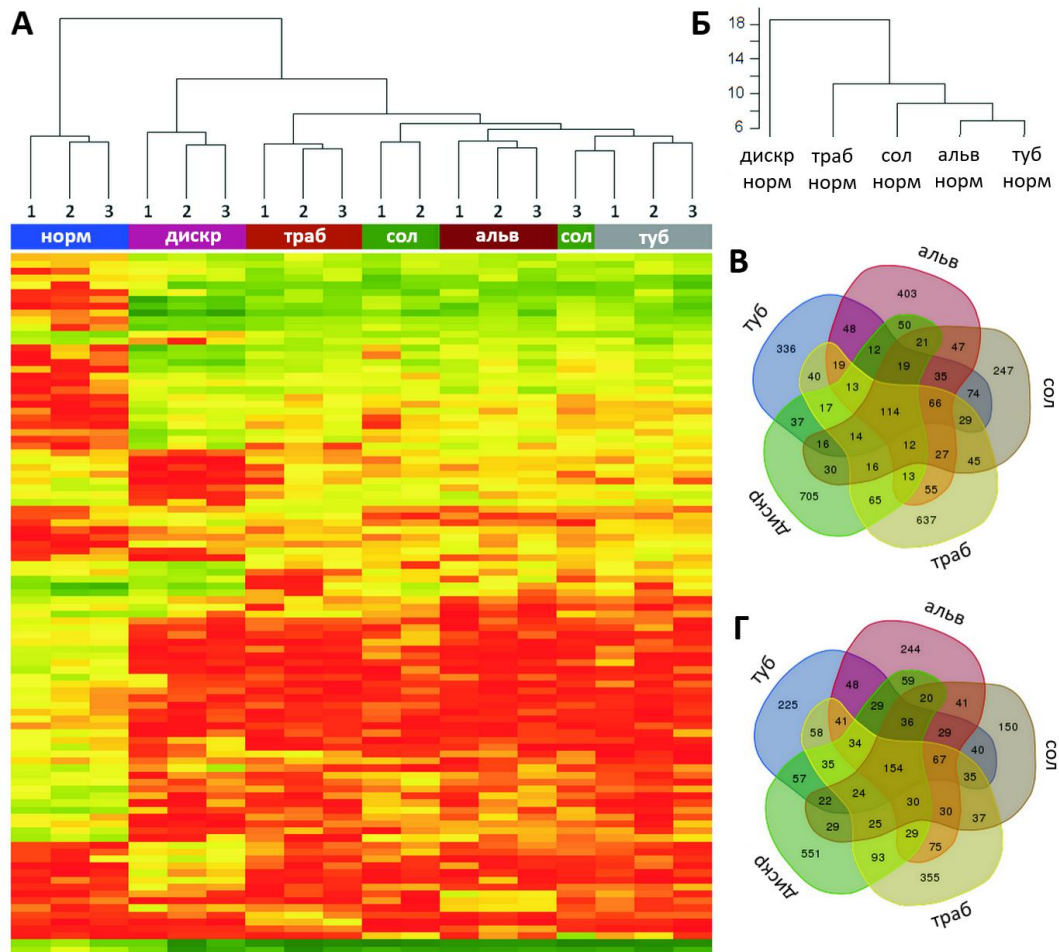 А
1 2 3 1 2 3 1 2 3 1 2 1 2 3 3 1 2 3
норм дискр траб сол альв сол туб
Б
18
14
10
6
дискр траб сол альв туб
норм норм норм норм норм
В
альв
туб
сол
дискр
траб
403
48 50
336 12 21 47
247
40 19 19 35 74
13
17 114 66 29
37
16 14 12 27 45
30 16 13
705 65 55
637
Г
альв
туб
сол
дискр
траб
244
48 59
225 29 20 41
150
58 41 36 29 40
34
35 154 67 35
57
22 24 30 30 37
29 25 29
551 93 75
355